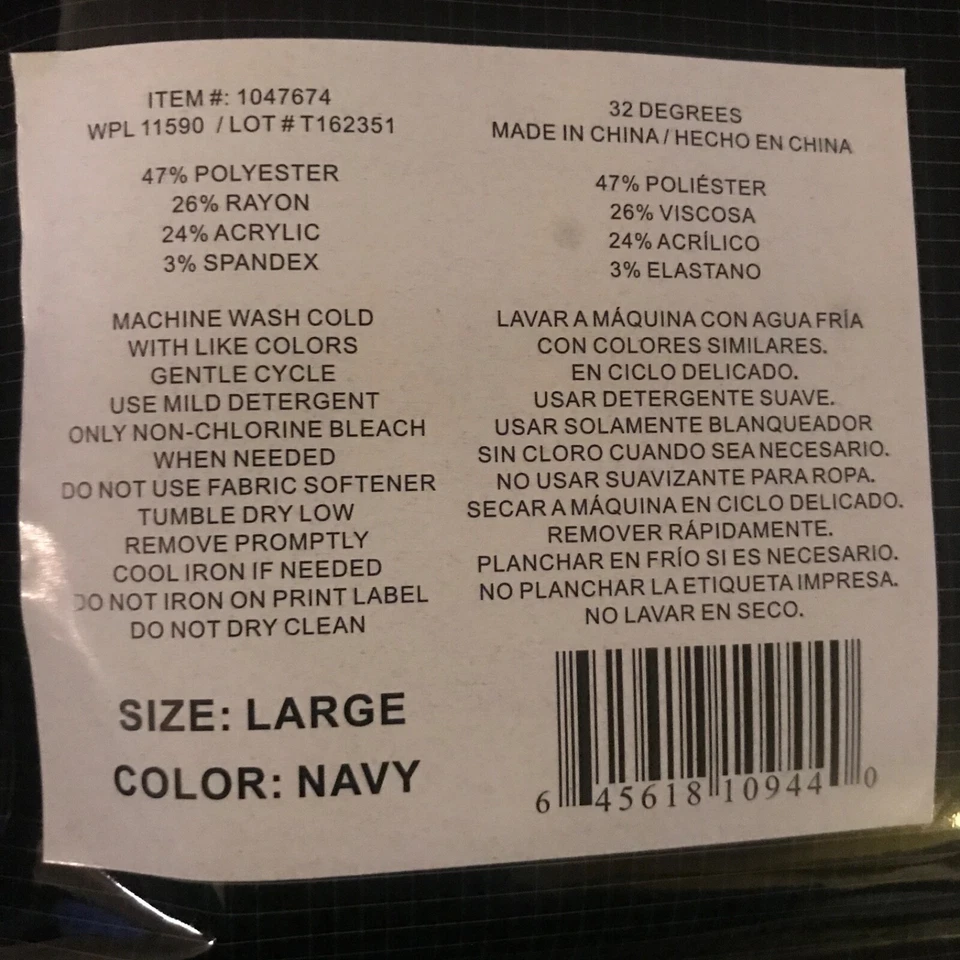 ITEM #: 1047674
WPL 11590 / LOT # T162351
47% POLYESTER
26% RAYON
24% ACRYLIC
3% SPANDEX
MACHINE WASH COLD
WITH LIKE COLORS
GENTLE CYCLE
USE MILD DETERGENT
ONLY NON-CHLORINE BLEACH
WHEN NEEDED
DO NOT USE FABRIC SOFTENER
TUMBLE DRY LOW
REMOVE PROMPTLY
COOL IRON IF NEEDED
DO NOT IRON ON PRINT LABEL
DO NOT DRY CLEAN
SIZE: LARGE
COLOR: NAVY
32 DEGREES
MADE IN CHINA / HECHO EN CHINA
47% POLIÉSTER
26% VISCOSA
24% ACRÍLICO
3% ELASTANO
LAVAR A MÁQUINA CON AGUA FRÍA
CON COLORES SIMILARES.
EN CICLO DELICADO.
USAR DETERGENTE SUAVE.
USAR SOLAMENTE BLANQUEADOR
SIN CLORO CUANDO SEA NECESARIO.
NO USAR SUAVIZANTE PARA ROPA.
SECAR A MÁQUINA EN CICLO DELICADO.
REMOVER RÁPIDAMENTE.
PLANCHAR EN FRÍO SI ES NECESARIO.
NO PLANCHAR LA ETIQUETA IMPRESA.
NO LAVAR EN SECO.
6 45618 10944 0